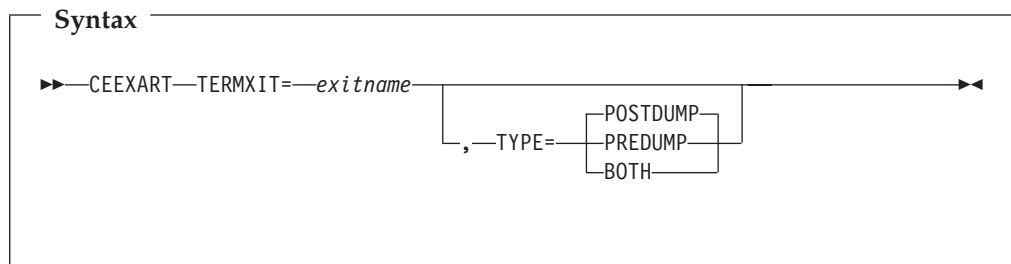 Syntax
CEEXART TERMXIT= exitname
, TYPE= POSTDUMP
PREDUMP
BOTH